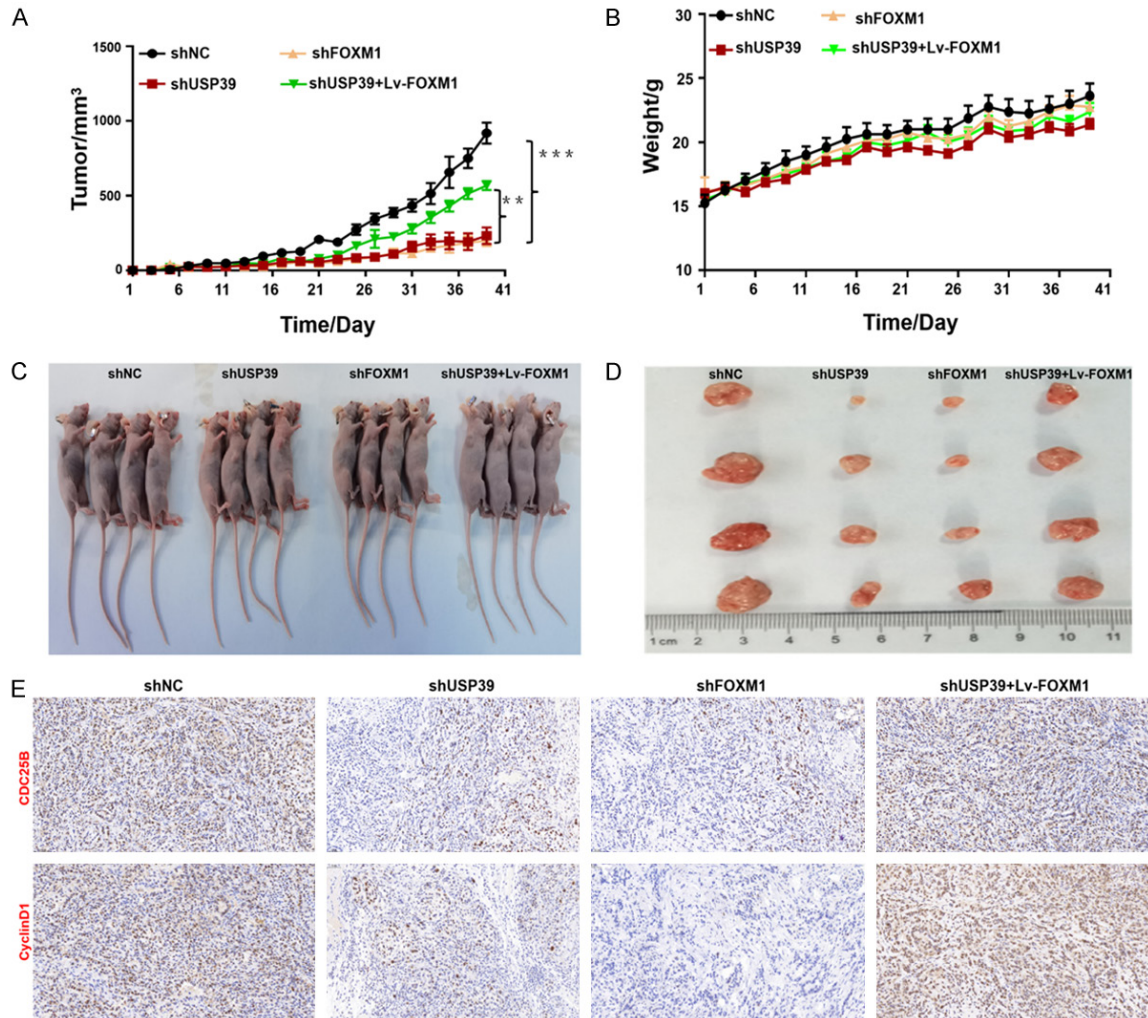 A
shNC
shFOXM1
shUSP39
shUSP39+Lv-FOXM1
1500
1000
500
0
Tumor/mm³
***
**
1 6 11 16 21 26 31 36 41
Time/Day
B
shNC
shFOXM1
shUSP39
shUSP39+Lv-FOXM1
30
25
20
15
10
Weight/g
1 6 11 16 21 26 31 36 41
Time/Day
C
shNC shUSP39 shFOXM1 shUSP39+Lv-FOXM1
D
shNC shUSP39 shFOXM1 shUSP39+Lv-FOXM1
1 cm 2 3 4 5 6 7 8 9 10 11
E
shNC shUSP39 shFOXM1 shUSP39+Lv-FOXM1
CDC25B
CyclinD1